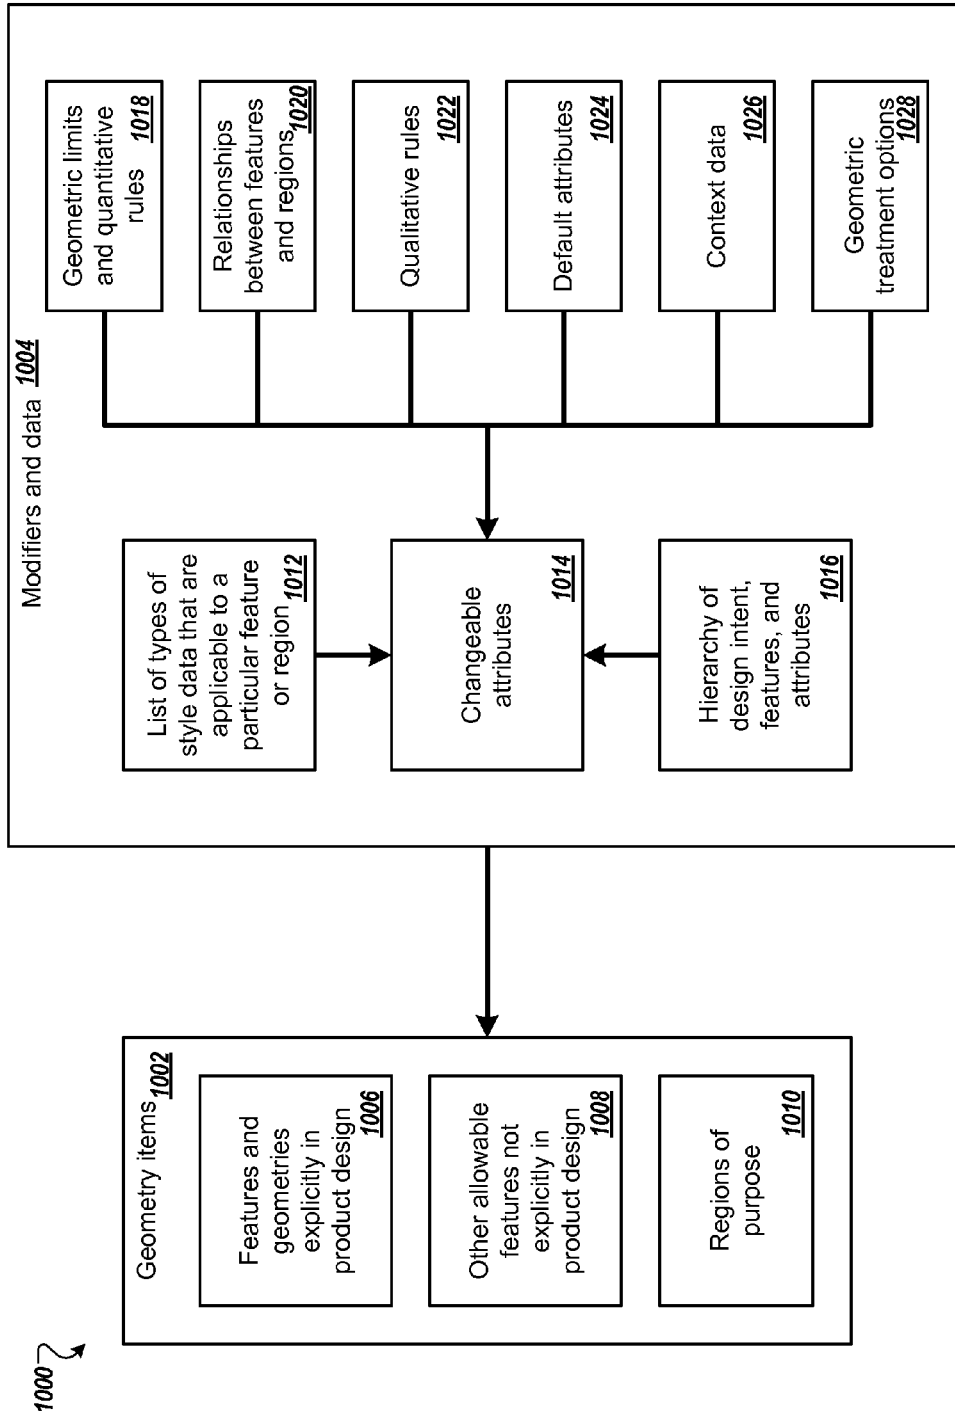 1000
Geometry items 1002
Features and
geometries
explicitly in
product design
1006
Other allowable
features not
explicitly in
product design
1008
Regions of
purpose
1010
Modifiers and data 1004
List of types of
style data that are
applicable to a
particular feature
or region 1012
Changeable
attributes
1014
Hierarchy of
design intent,
features, and
attributes
1016
Geometric limits
and quantitative
rules 1018
Relationships
between features
and regions 1020
Qualitative rules
1022
Default attributes
1024
Context data
1026
Geometric
treatment options
1028